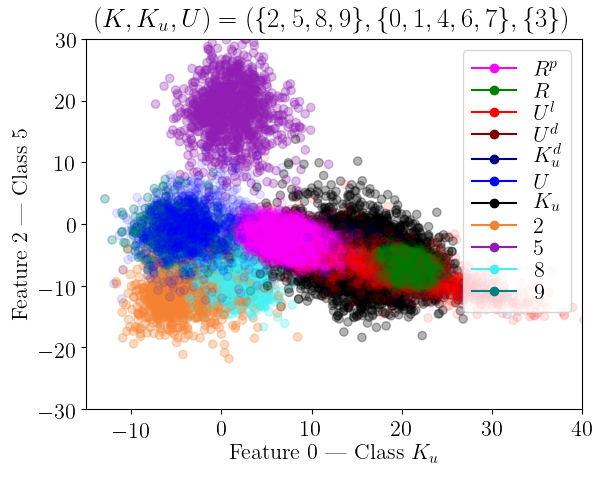 (K, K_u, U) = ({2, 5, 8, 9}, {0, 1, 4, 6, 7}, {3})
30
20
10
0
−10
−20
−30
−10
0
10
20
30
40
Feature 2 — Class 5
Feature 0 — Class K_u
R^p
R
U^l
U^d
K_u^d
U
K_u
2
5
8
9